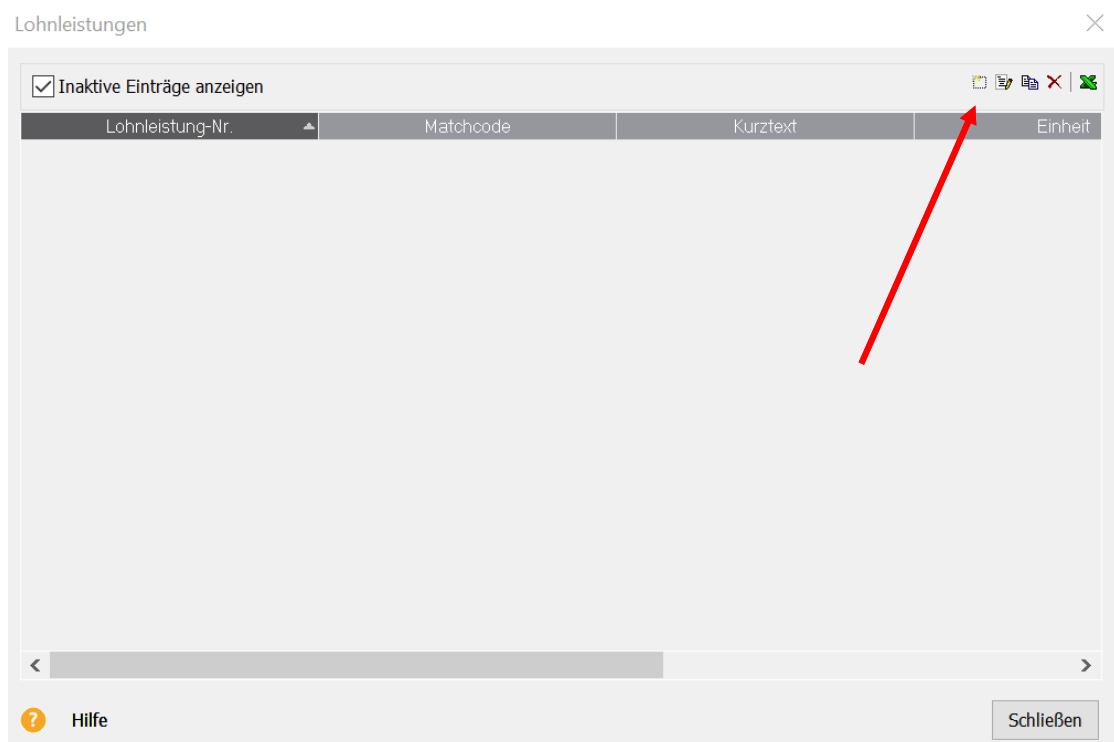 Lohnleistungen
Inaktive Einträge anzeigen
Lohnleistung-Nr. Matchcode Kurztext Einheit
Hilfe Schließen